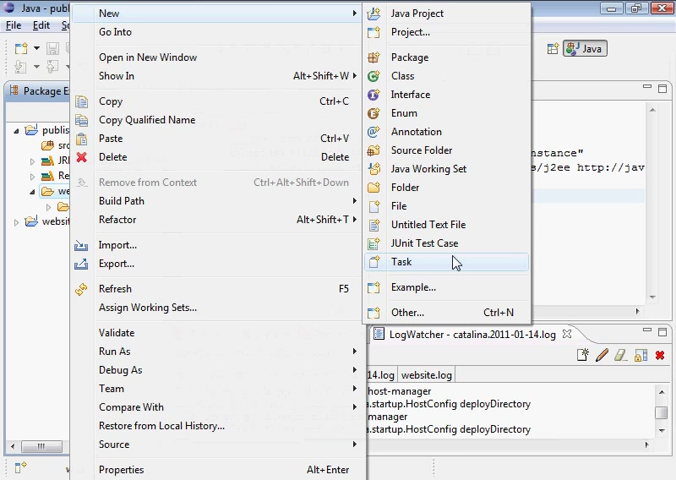 Java - publ
File Edit S
Java
Package E
publis
src
JR
Re
we
website
New
Go Into
Open in New Window
Show In Alt+Shift+W
Copy Ctrl+C
Copy Qualified Name
Paste Ctrl+V
Delete Delete
Remove from Context Ctrl+Alt+Shift+Down
Build Path
Refactor Alt+Shift+T
Import...
Export...
Refresh F5
Assign Working Sets...
Validate
Run As
Debug As
Team
Compare With
Restore from Local History...
Source
Properties Alt+Enter
Java Project
Project...
Package
Class
Interface
Enum
Annotation
Source Folder
Java Working Set
Folder
File
Untitled Text File
JUnit Test Case
Task
Example...
Other... Ctrl+N
nstance"
s/j2ee http://jav
LogWatcher - catalina.2011-01-14.log
14.log website.log
host-manager
a.startup.HostConfig deployDirectory
manager
a.startup.HostConfig deployDirectory
w